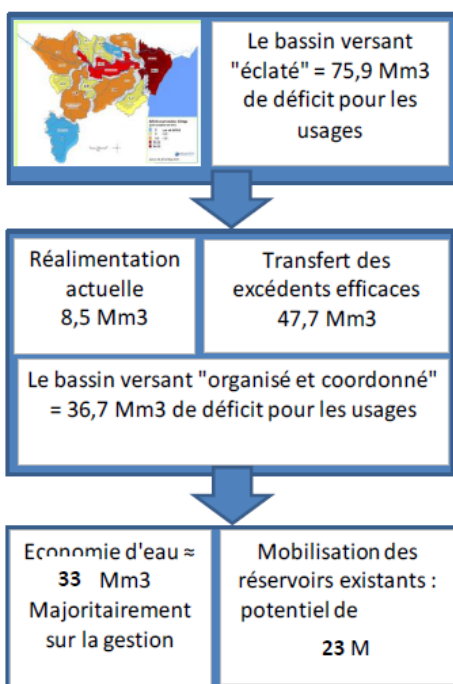 Le bassin versant
"éclaté" = 75,9 Mm3
de déficit pour les
usages
Réalimentation
actuelle
8,5 Mm3
Transfert des
excédents efficaces
47,7 Mm3
Le bassin versant "organisé et coordonné"
= 36,7 Mm3 de déficit pour les usages
Economie d'eau ≈
33 Mm3
Majoritairement
sur la gestion
Mobilisation des
réservoirs existants :
potentiel de
23 M